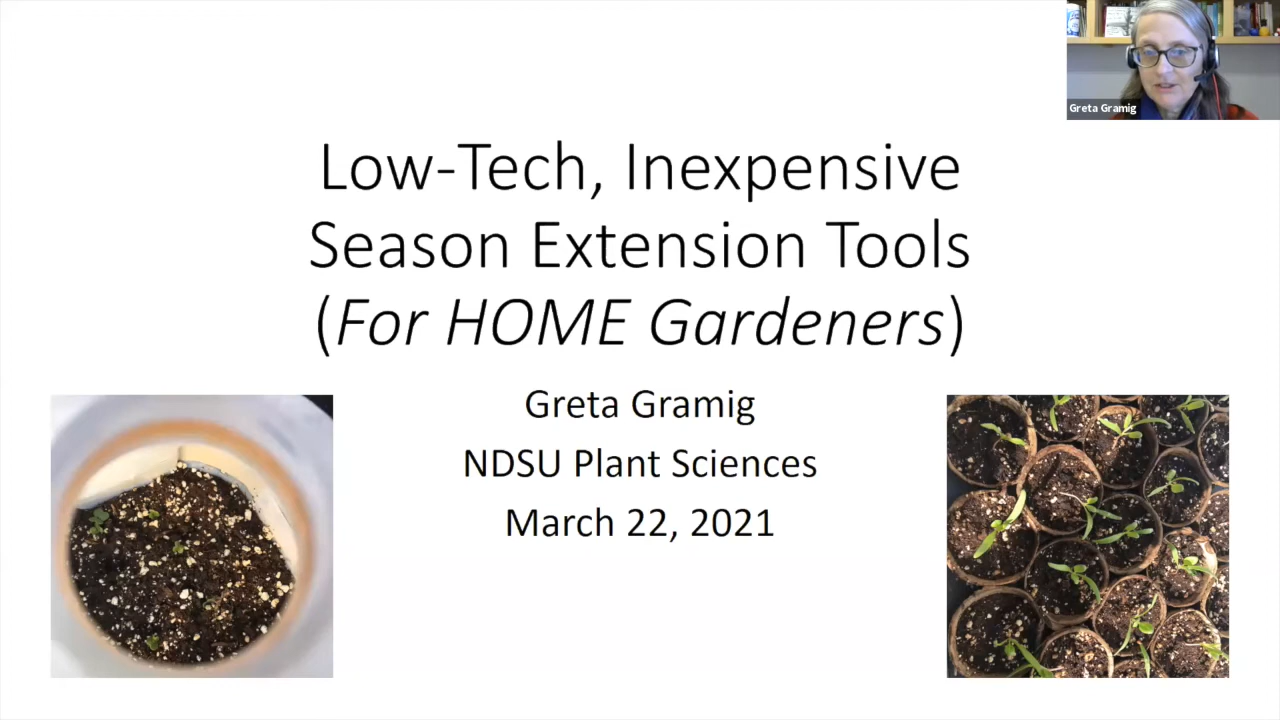 Greta Gramig
Low-Tech, Inexpensive
Season Extension Tools
(For HOME Gardeners)
Greta Gramig
NDSU Plant Sciences
March 22, 2021